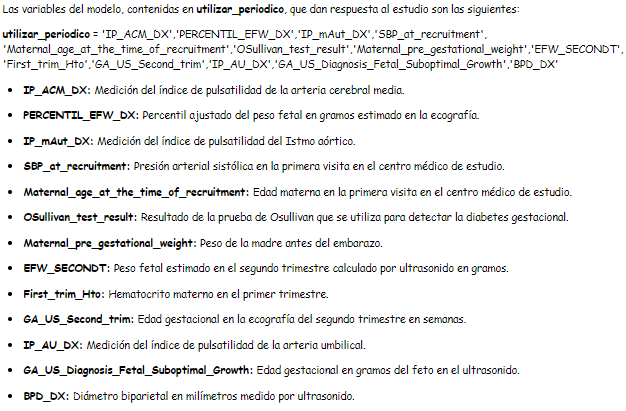 Las variables del modelo, contenidas en utilizar_periodico, que dan respuesta al estudio son las siguientes:
utilizar_periodico = 'IP_ACM_DX','PERCENTIL_EFW_DX','IP_mAut_DX','SBP_at_recruitment',
'Maternal_age_at_the_time_of_recruitment','OSullivan_test_result','Maternal_pre_gestational_weight','EFW_SECONDT',
'First_trim_Hto','GA_US_Second_trim','IP_AU_DX','GA_US_Diagnosis_Fetal_Suboptimal_Growth','BPD_DX'
• IP_ACM_DX: Medición del índice de pulsatilidad de la arteria cerebral media.
• PERCENTIL_EFW_DX: Percentil ajustado del peso fetal en gramos estimado en la ecografía.
• IP_mAut_DX: Medición del índice de pulsatilidad del Istmo aórtico.
• SBP_at_recruitment: Presión arterial sistólica en la primera visita en el centro médico de estudio.
• Maternal_age_at_the_time_of_recruitment: Edad materna en la primera visita en el centro médico de estudio.
• OSullivan_test_result: Resultado de la prueba de Osullivan que se utiliza para detectar la diabetes gestacional.
• Maternal_pre_gestational_weight: Peso de la madre antes del embarazo.
• EFW_SECONDT: Peso fetal estimado en el segundo trimestre calculado por ultrasonido en gramos.
• First_trim_Hto: Hematocrito materno en el primer trimestre.
• GA_US_Second_trim: Edad gestacional en la ecografía del segundo trimestre en semanas.
• IP_AU_DX: Medición del índice de pulsatilidad de la arteria umbilical.
• GA_US_Diagnosis_Fetal_Suboptimal_Growth: Edad gestacional en gramos del feto en el ultrasonido.
• BPD_DX: Diámetro biparietal en milímetros medido por ultrasonido.